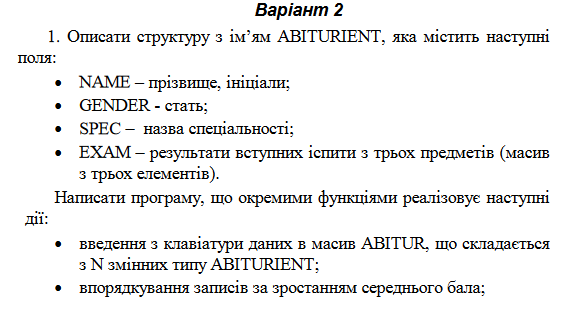 Варіант 2
1. Описати структуру з ім’ям ABITURIENT, яка містить наступні
поля:
• NAME – прізвище, ініціали;
• GENDER - стать;
• SPEC – назва спеціальності;
• EXAM – результати вступних іспити з трьох предметів (масив
з трьох елементів).
Написати програму, що окремими функціями реалізовує наступні
дії:
• введення з клавіатури даних в масив ABITUR, що складається
з N змінних типу ABITURIENT;
• впорядкування записів за зростанням середнього бала;